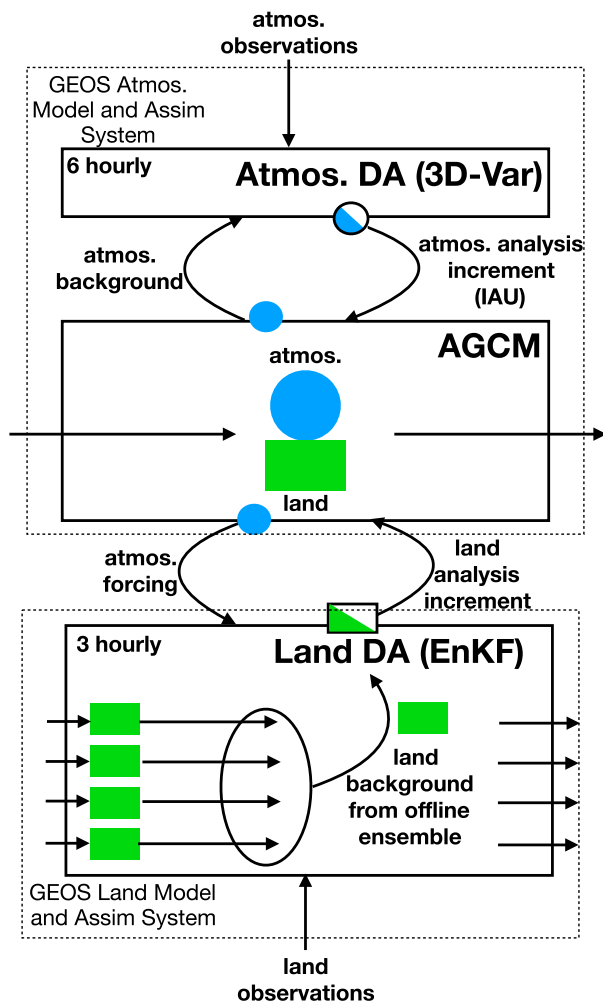 atmos.
observations
GEOS Atmos.
Model and Assim
System
6 hourly
Atmos. DA (3D-Var)
atmos.
background
atmos. analysis
increment
(IAU)
AGCM
atmos.
land
atmos.
forcing
land
analysis
increment
3 hourly
Land DA (EnKF)
land
background
from offline
ensemble
GEOS Land Model
and Assim System
land
observations